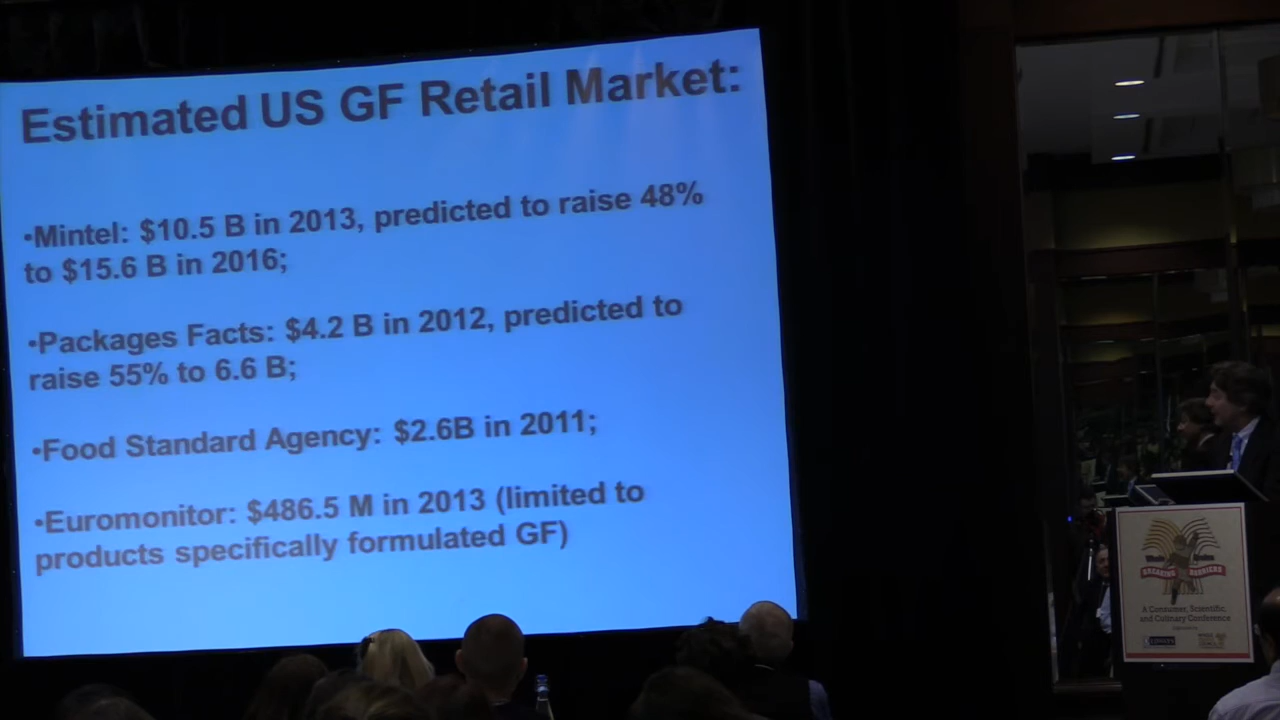 Estimated US GF Retail Market:
•Mintel: $10.5 B in 2013, predicted to raise 48%
to $15.6 B in 2016;
•Packages Facts: $4.2 B in 2012, predicted to
raise 55% to 6.6 B;
•Food Standard Agency: $2.6B in 2011;
•Euromonitor: $486.5 M in 2013 (limited to
products specifically formulated GF)
Whole Grains
BREAKING BARRIERS
A Consumer, Scientific,
and Culinary Conference